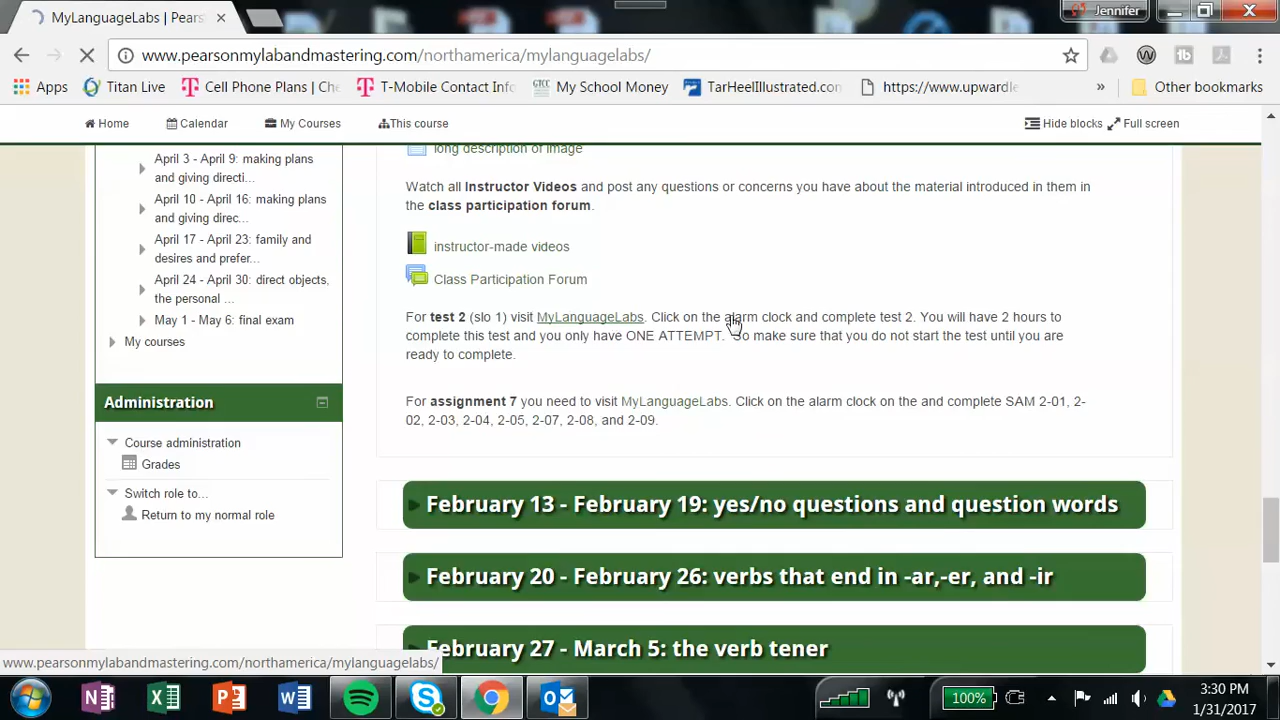 MyLanguageLabs | Pears
Jennifer
www.pearsonmylabandmastering.com/northamerica/mylanguagelabs/
Apps
Titan Live
Cell Phone Plans | Che
T-Mobile Contact Info
GTCC
My School Money
TarHeelIllustrated.com
https://www.upwardle
»
Other bookmarks
Home
Calendar
My Courses
This course
Hide blocks
Full screen
April 3 - April 9: making plans
and giving directi...
April 10 - April 16: making plans
and giving direc...
April 17 - April 23: family and
desires and prefer...
April 24 - April 30: direct objects,
the personal ...
May 1 - May 6: final exam
My courses
Administration
Course administration
Grades
Switch role to...
Return to my normal role
long description of image
Watch all Instructor Videos and post any questions or concerns you have about the material introduced in them in
the class participation forum.
instructor-made videos
Class Participation Forum
For test 2 (slo 1) visit MyLanguageLabs. Click on the alarm clock and complete test 2. You will have 2 hours to
complete this test and you only have ONE ATTEMPT. So make sure that you do not start the test until you are
ready to complete.
For assignment 7 you need to visit MyLanguageLabs. Click on the alarm clock on the and complete SAM 2-01, 2-
02, 2-03, 2-04, 2-05, 2-07, 2-08, and 2-09.
February 13 - February 19: yes/no questions and question words
February 20 - February 26: verbs that end in -ar,-er, and -ir
February 27 - March 5: the verb tener
www.pearsonmylabandmastering.com/northamerica/mylanguagelabs/
100%
3:30 PM
1/31/2017